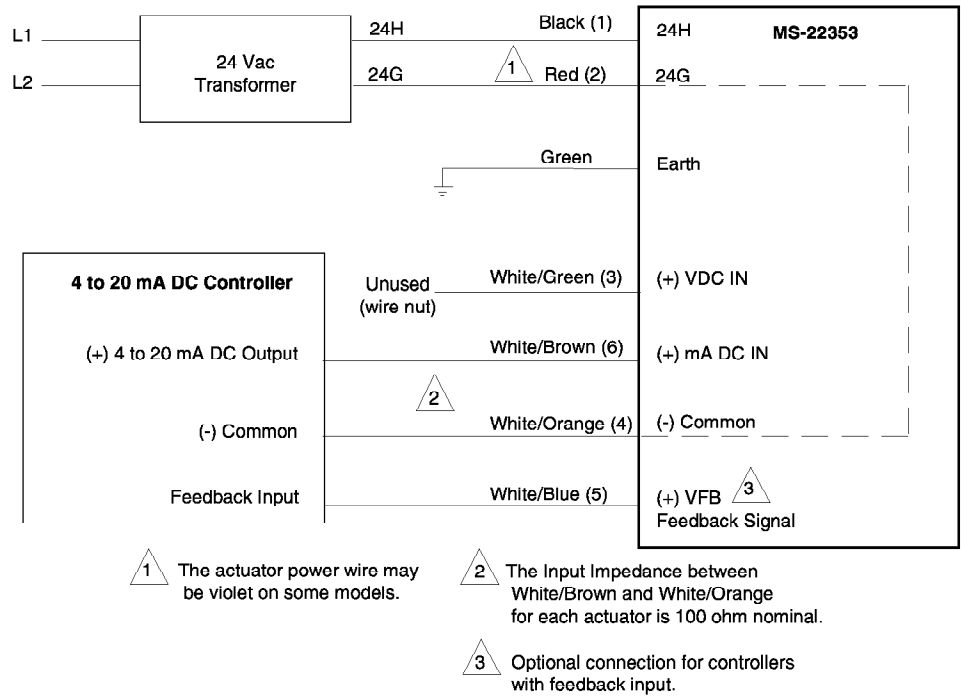 L1
L2
24 Vac
Transformer
24H
24G
Black (1)
1
Red (2)
24H
MS-22353
24G
Green
Earth
4 to 20 mA DC Controller
Unused
(wire nut)
White/Green (3)
(+) VDC IN
(+) 4 to 20 mA DC Output
White/Brown (6)
(+) mA DC IN
2
(-) Common
White/Orange (4)
(-) Common
Feedback Input
White/Blue (5)
(+) VFB
3
Feedback Signal
1
The actuator power wire may
be violet on some models.
2
The Input Impedance between
White/Brown and White/Orange
for each actuator is 100 ohm nominal.
3
Optional connection for controllers
with feedback input.